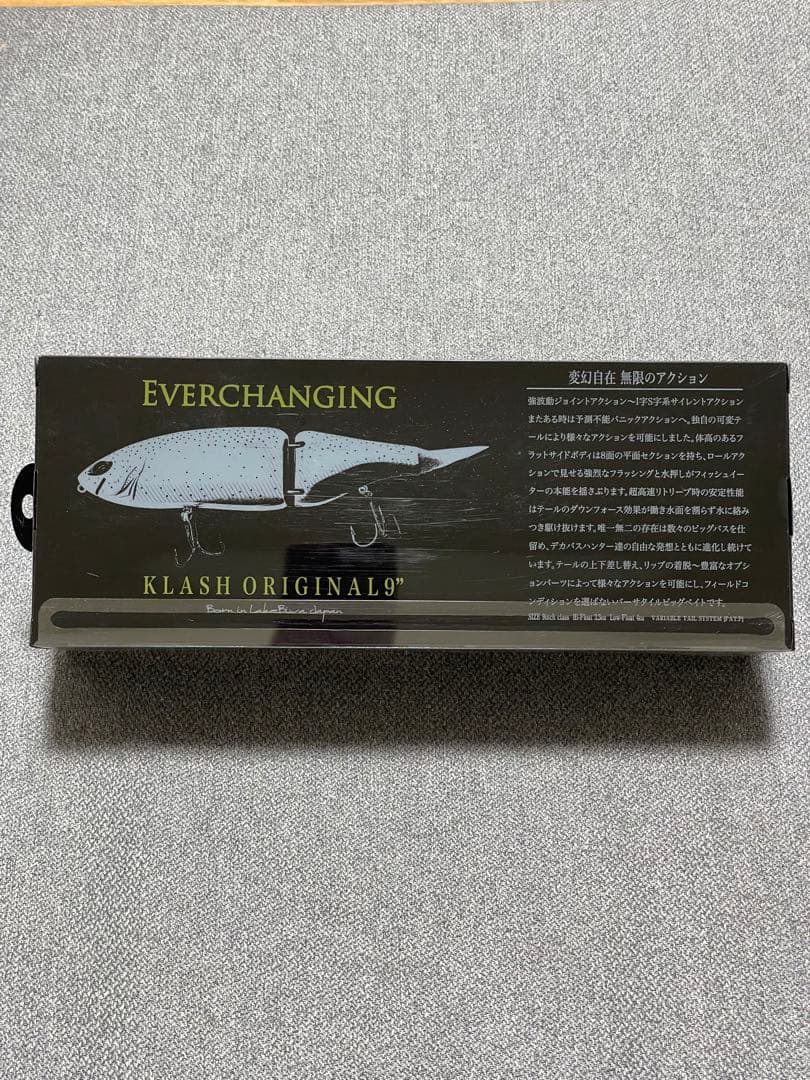 EVERCHANGING
KLASH ORIGINAL 9”
Born in Lake Biwa Japan
変幻自在 無限のアクション
強波動ジョイントアクション〜I字S字系サイレントアクション
またある時は予測不能パニックアクションへ。独自の可変テ
ールにより様々なアクションを可能にしました。体高のあるフ
ラットサイドボディは8面の平面セクションを持ち、ロールアク
ションで見せる強烈なフラッシングと水押しがフィッシュイー
ターの本能を揺さぶります。超高速リトリーブ時の安定性能
はテールのダウンフォース効果が働き水面を割らず水に絡み
つき駆け抜けます。唯一無二の存在は数々のビッグバスを仕
留め、デカバスハンター達の自由な発想とともに進化し続けて
います。テールの上下差し替え、リップの着脱〜豊富なオプシ
ョンパーツによって様々なアクションを可能にし、フィールドコ
ンディションを選ばないバーサタイルビッグベイトです。
SIZE 9inch class Hi-Float 3.5oz Low-Float 4oz VARIABLE TAIL SYSTEM [PAT.P]